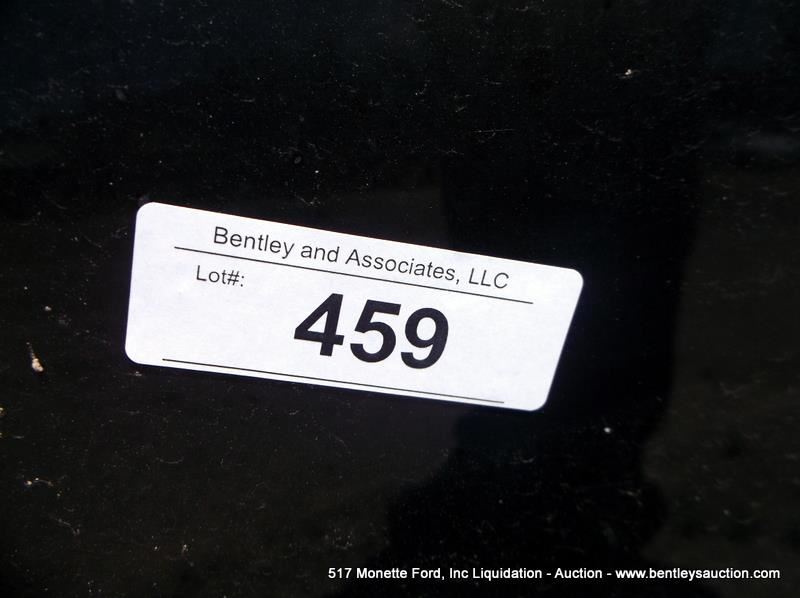 Bentley and Associates, LLC
Lot#:
459
517 Monette Ford, Inc Liquidation - Auction - www.bentleysauction.com